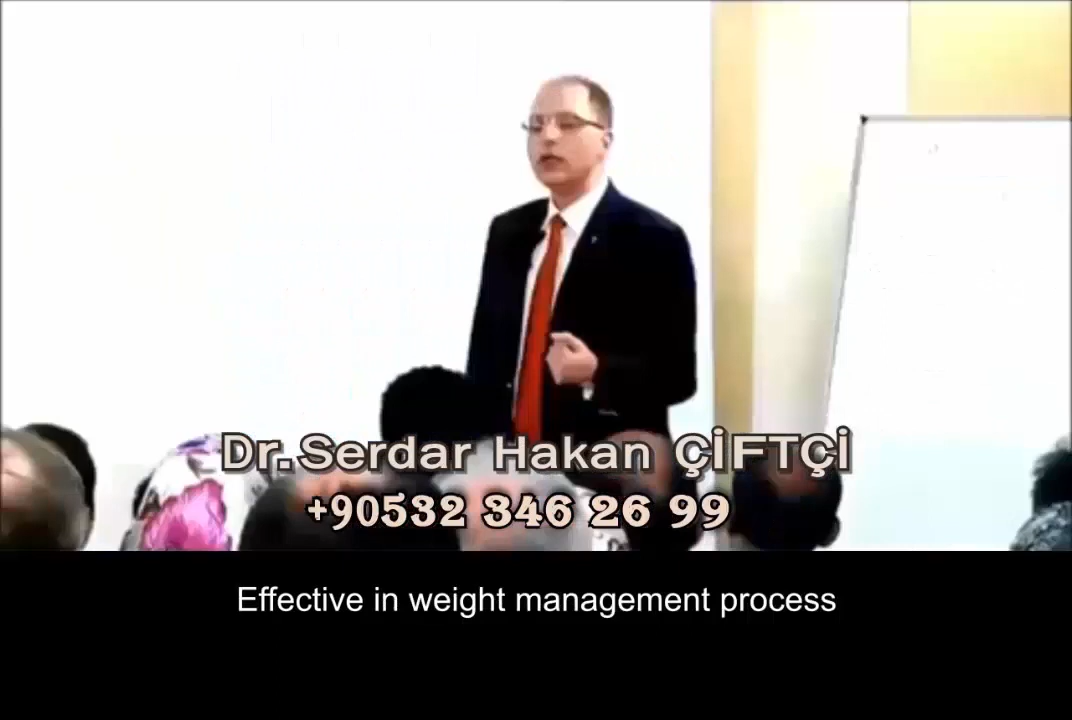 Dr. Serdar Hakan ÇİFTÇİ
+90532 346 26 99
Effective in weight management process